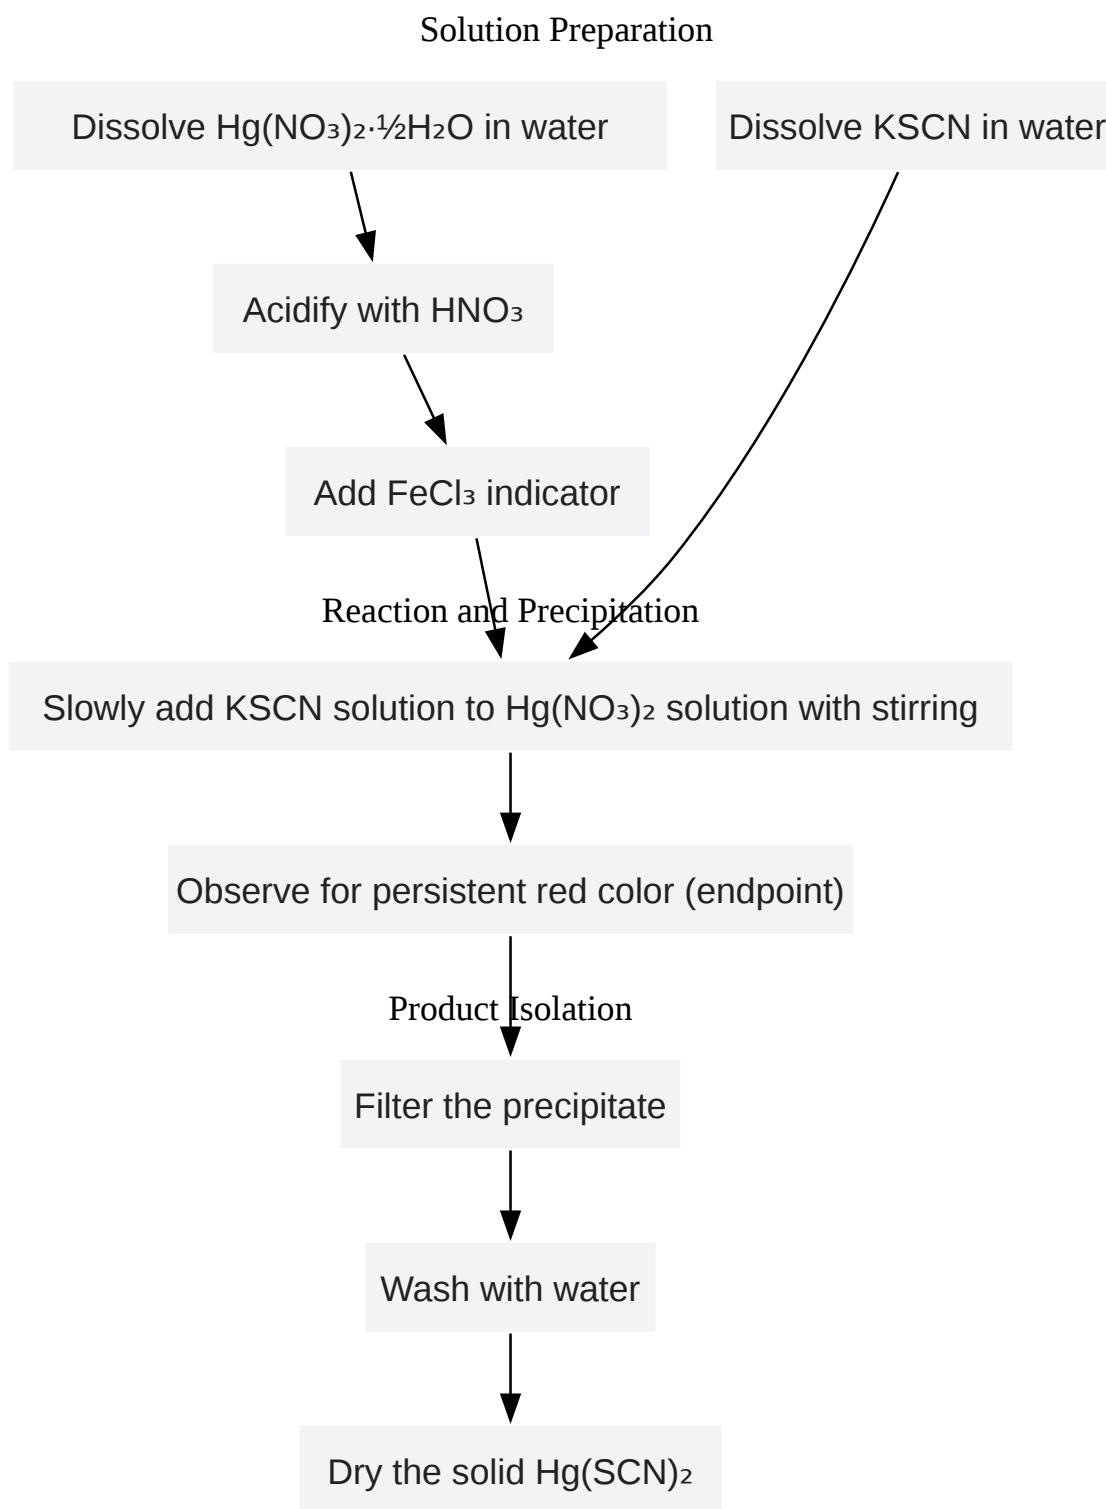 Solution Preparation
Dissolve Hg(NO₃)₂·½H₂O in water
Dissolve KSCN in water
Acidify with HNO₃
Add FeCl₃ indicator
Reaction and Precipitation
Slowly add KSCN solution to Hg(NO₃)₂ solution with stirring
Observe for persistent red color (endpoint)
Product Isolation
Filter the precipitate
Wash with water
Dry the solid Hg(SCN)₂